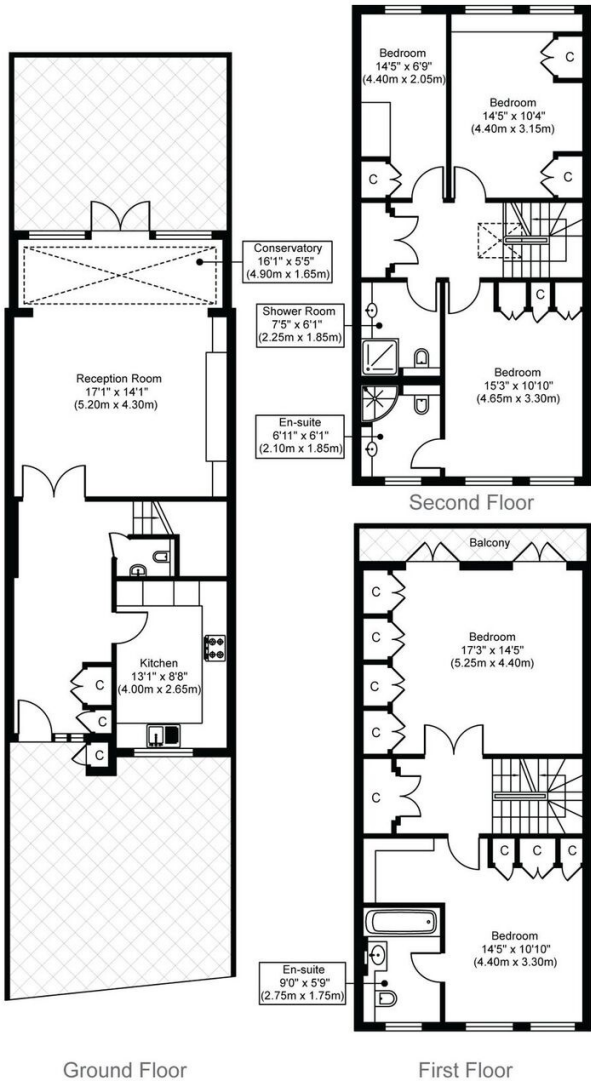 Conservatory
16'1" x 5'5"
(4.90m x 1.65m)
Reception Room
17'1" x 14'1"
(5.20m x 4.30m)
Kitchen
13'1" x 8'8"
(4.00m x 2.65m)
C
C
C
Ground Floor
Bedroom
14'5" x 6'9"
(4.40m x 2.05m)
C
Bedroom
14'5" x 10'4"
(4.40m x 3.15m)
C
C
Shower Room
7'5" x 6'1"
(2.25m x 1.85m)
C
Bedroom
15'3" x 10'10"
(4.65m x 3.30m)
En-suite
6'11" x 6'1"
(2.10m x 1.85m)
Second Floor
Balcony
C
C
C
C
Bedroom
17'3" x 14'5"
(5.25m x 4.40m)
C
C
C
C
Bedroom
14'5" x 10'10"
(4.40m x 3.30m)
En-suite
9'0" x 5'9"
(2.75m x 1.75m)
First Floor